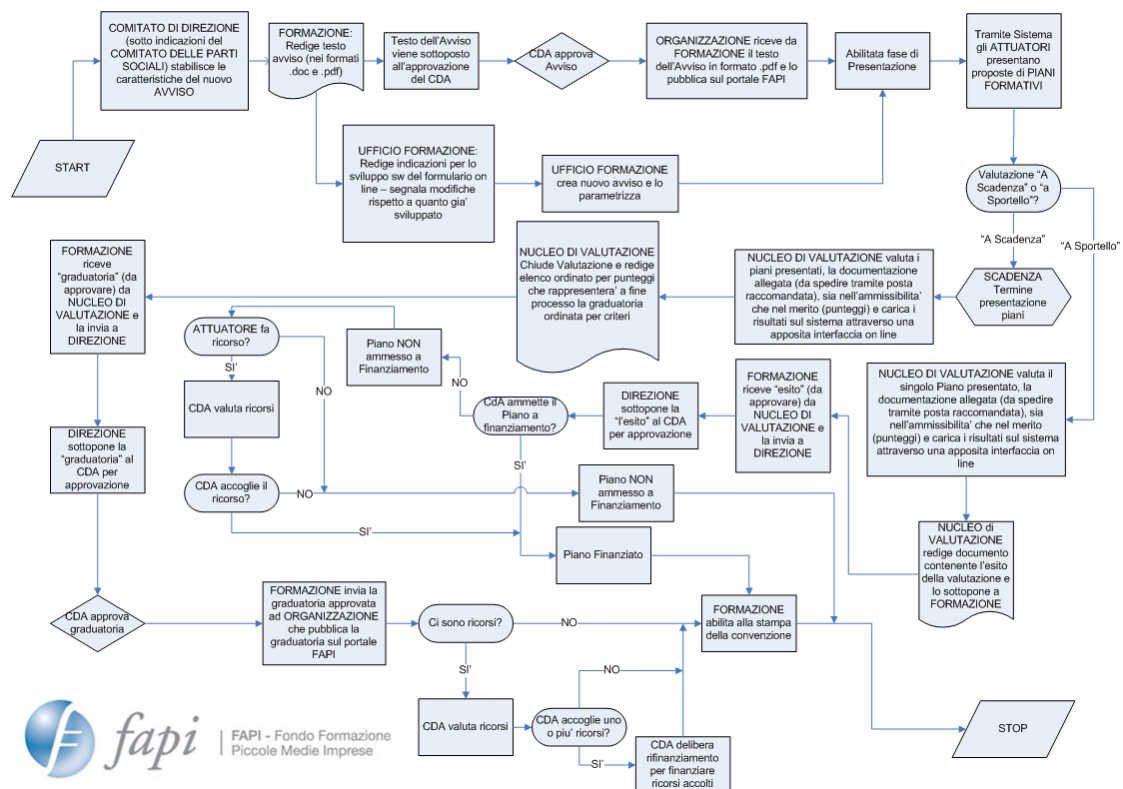 START
COMITATO DI DIREZIONE
(sotto indicazioni del
COMITATO DELLE PARTI
SOCIALI) stabilisce le
caratteristiche del nuovo
AVVISO
FORMAZIONE:
Redige testo
avviso (nei formati
.doc e .pdf)
Testo dell'Avviso
viene sottoposto
all'approvazione
del CDA
CDA approva
Avviso
ORGANIZZAZIONE riceve da
FORMAZIONE il testo
dell'Avviso in formato .pdf e lo
pubblica sul portale FAPI
Abilitata fase di
Presentazione
Tramite Sistema
gli ATTUATORI
presentano
proposte di PIANI
FORMATIVI
UFFICIO FORMAZIONE:
Redige indicazioni per lo
sviluppo sw del formulario on
line – segnala modifiche
rispetto a quanto gia'
sviluppato
UFFICIO FORMAZIONE
crea nuovo avviso e lo
parametrizza
Valutazione "A
Scadenza" o "a
Sportello"?
"A Scadenza"
"A Sportello"
SCADENZA
Termine
presentazione
piani
NUCLEO DI VALUTAZIONE valuta i
piani presentati, la documentazione
allegata (da spedire tramite posta
raccomandata), sia nell'ammissibilita'
che nel merito (punteggi) e carica i
risultati sul sistema attraverso una
apposita interfaccia on line
NUCLEO DI VALUTAZIONE
Chiude Valutazione e redige
elenco ordinato per punteggi
che rappresentera' a fine
processo la graduatoria
ordinata per criteri
FORMAZIONE
riceve
"graduatoria" (da
approvare) da
NUCLEO DI
VALUTAZIONE e
la invia a
DIREZIONE
ATTUATORE fa
ricorso?
SI'
NO
Piano NON
ammesso a
Finanziamento
NO
CDA valuta ricorsi
CdA ammette il
Piano a
finanziamento?
SI'
DIREZIONE
sottopone la
"l'esito" al CDA
per approvazione
FORMAZIONE
riceve "esito" (da
approvare) da
NUCLEO DI
VALUTAZIONE e
la invia a
DIREZIONE
NUCLEO DI VALUTAZIONE valuta il
singolo Piano presentato, la
documentazione allegata (da spedire
tramite posta raccomandata), sia
nell'ammissibilita' che nel merito
(punteggi) e carica i risultati sul sistema
attraverso una apposita interfaccia on
line
DIREZIONE
sottopone la
"graduatoria" al
CDA per
approvazione
CDA accoglie il
ricorso?
NO
SI'
Piano NON
ammesso a
Finanziamento
Piano Finanziato
NUCLEO di
VALUTAZIONE
redige documento
contenente l'esito
della valutazione e
lo sottopone a
FORMAZIONE
CDA approva
graduatoria
FORMAZIONE invia la
graduatoria approvata
ad ORGANIZZAZIONE
che pubblica la
graduatoria sul portale
FAPI
Ci sono ricorsi?
NO
SI'
FORMAZIONE
abilita alla stampa
della convenzione
CDA valuta ricorsi
CDA accoglie uno
o piu' ricorsi?
NO
SI'
CDA delibera
rifinanziamento
per finanziare
ricorsi accolti
STOP
fapi
FAPI - Fondo Formazione
Piccole Medie Imprese